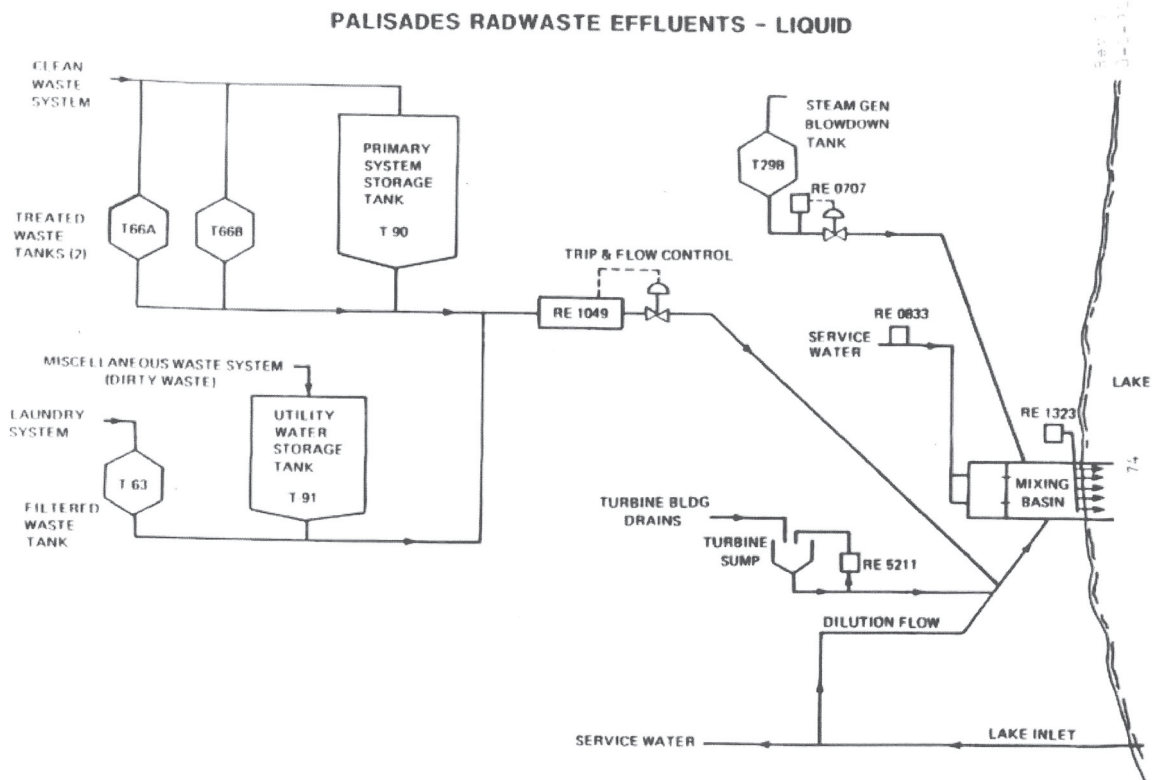 PALISADES RADWASTE EFFLUENTS - LIQUID
CLEAN
WASTE
SYSTEM
PRIMARY
SYSTEM
STORAGE
TANK
T 90
TREATED
WASTE
TANKS (2)
T66A
T66B
STEAM GEN
BLOWDOWN
TANK
T29B
RE 0707
TRIP & FLOW CONTROL
RE 1049
RE 0833
SERVICE
WATER
LAKE
RE 1323
MIXING
BASIN
74
MISCELLANEOUS WASTE SYSTEM
(DIRTY WASTE)
LAUNDRY
SYSTEM
UTILITY
WATER
STORAGE
TANK
T 91
T 63
FILTERED
WASTE
TANK
TURBINE BLDG
DRAINS
TURBINE
SUMP
RE 5211
DILUTION FLOW
SERVICE WATER
LAKE INLET